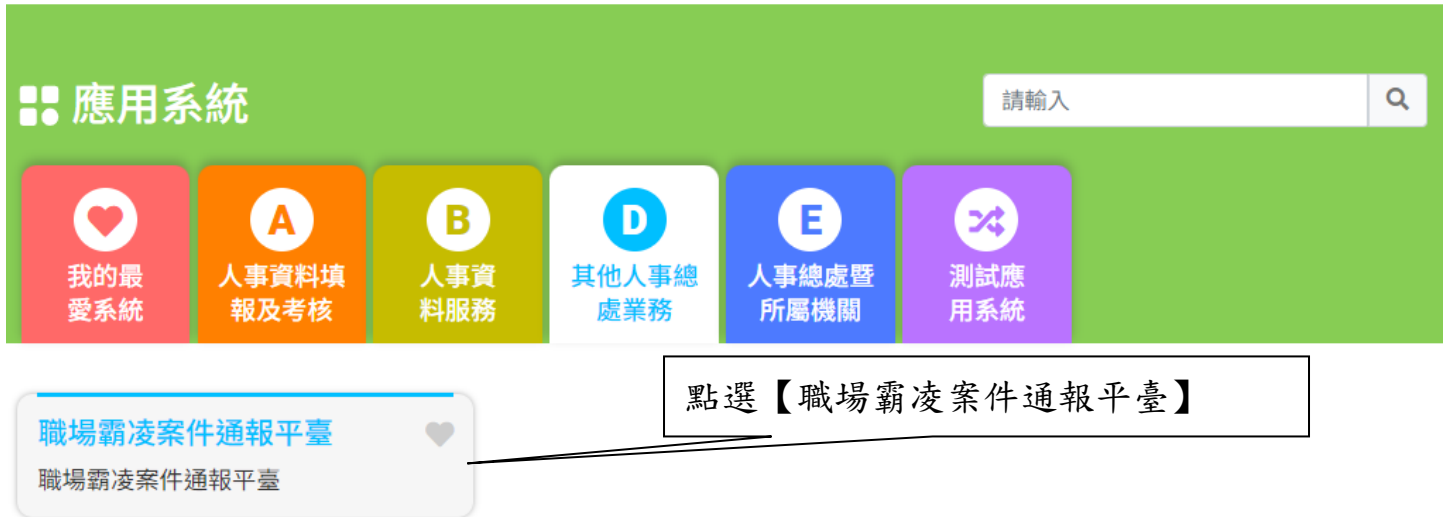 應用系統
請輸入
我的最
愛系統
A
人事資料填
報及考核
B
人事資
料服務
D
其他人事總
處業務
E
人事總處暨
所屬機關
測試應
用系統
點選【職場霸凌案件通報平臺】
職場霸凌案件通報平臺
職場霸凌案件通報平臺